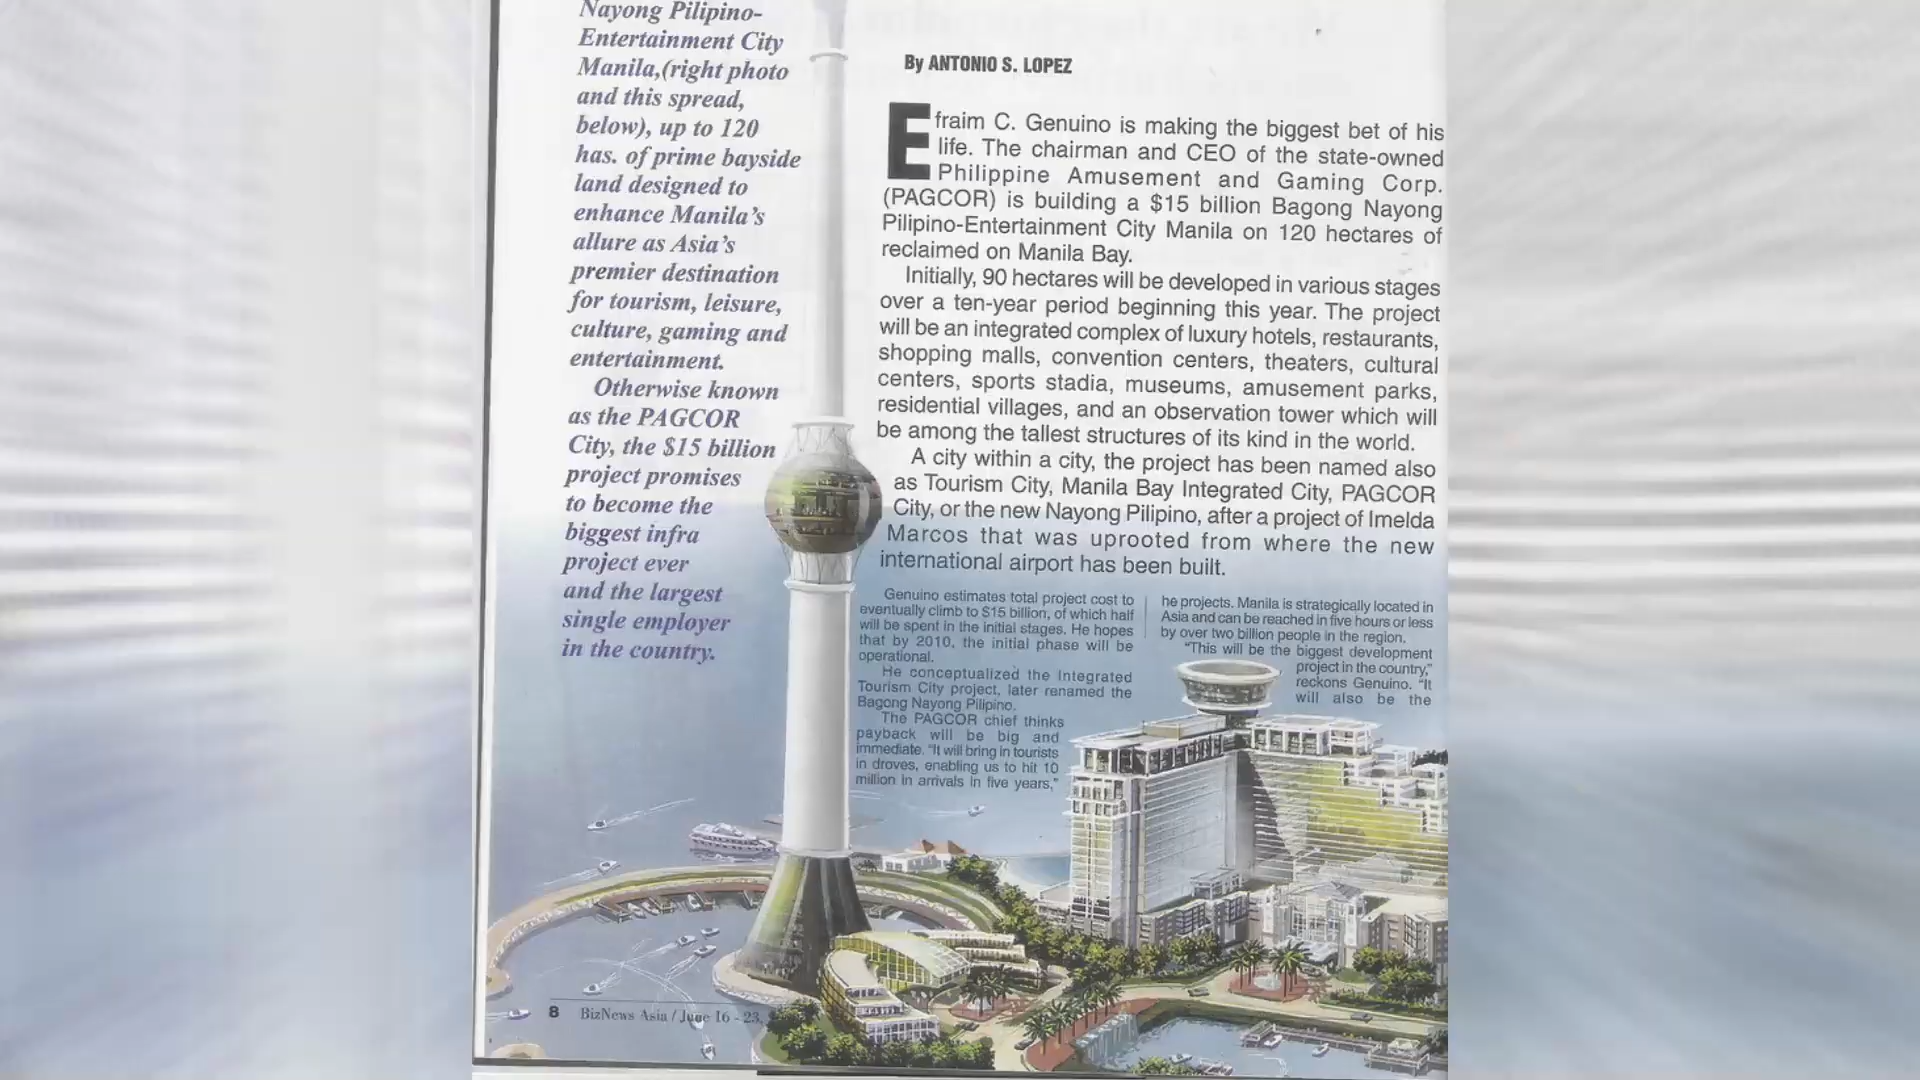 Nayong Pilipino-
Entertainment City
Manila,(right photo
and this spread,
below), up to 120
has. of prime bayside
land designed to
enhance Manila's
allure as Asia's
premier destination
for tourism, leisure,
culture, gaming and
entertainment.
Otherwise known
as the PAGCOR
City, the $15 billion
project promises
to become the
biggest infra
project ever
and the largest
single employer
in the country.
By ANTONIO S. LOPEZ
Efraim C. Genuino is making the biggest bet of his
life. The chairman and CEO of the state-owned
Philippine Amusement and Gaming Corp.
(PAGCOR) is building a $15 billion Bagong Nayong
Pilipino-Entertainment City Manila on 120 hectares of
reclaimed on Manila Bay.
Initially, 90 hectares will be developed in various stages
over a ten-year period beginning this year. The project
will be an integrated complex of luxury hotels, restaurants,
shopping malls, convention centers, theaters, cultural
centers, sports stadia, museums, amusement parks,
residential villages, and an observation tower which will
be among the tallest structures of its kind in the world.
A city within a city, the project has been named also
as Tourism City, Manila Bay Integrated City, PAGCOR
City, or the new Nayong Pilipino, after a project of Imelda
Marcos that was uprooted from where the new
international airport has been built.
Genuino estimates total project cost to
eventually climb to $15 billion, of which half
will be spent in the initial stages. He hopes
that by 2010, the initial phase will be
operational.
He conceptualized the Integrated
Tourism City project, later renamed the
Bagong Nayong Pilipino.
The PAGCOR chief thinks
payback will be big and
immediate. "It will bring in tourists
in droves, enabling us to hit 10
million in arrivals in five years,"
he projects. Manila is strategically located in
Asia and can be reached in five hours or less
by over two billion people in the region.
"This will be the biggest development
project in the country,"
reckons Genuino. "It
will also be the
8 BizNews Asia / June 16 - 23,